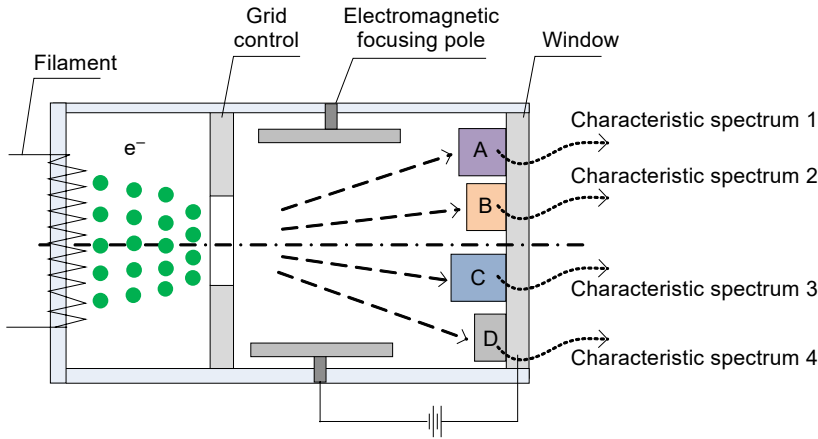 Grid
control
Electromagnetic
focusing pole
Window
Filament
e⁻
A
B
C
D
Characteristic spectrum 1
Characteristic spectrum 2
Characteristic spectrum 3
Characteristic spectrum 4